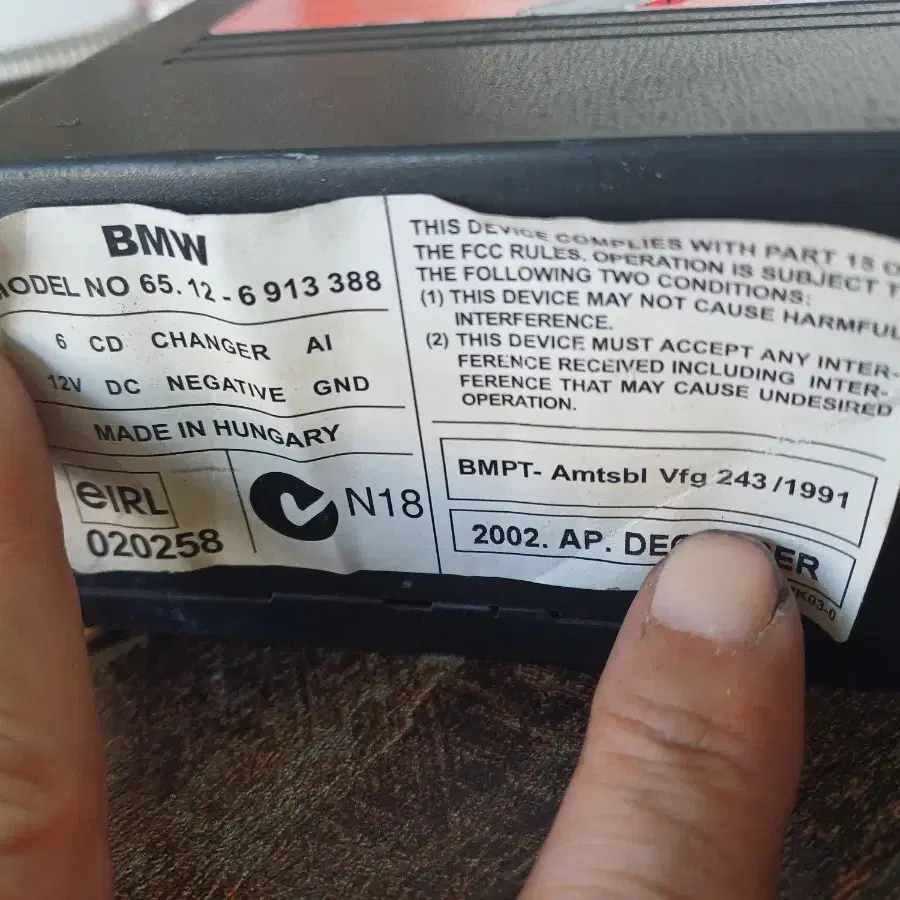 BMW
MODEL NO 65.12-6 913 388
6 CD CHANGER AI
12V DC NEGATIVE GND
MADE IN HUNGARY
eIRL
020258
N18
THIS DEVICE COMPLIES WITH PART 15
THE FCC RULES. OPERATION IS SUBJECT
THE FOLLOWING TWO CONDITIONS:
(1) THIS DEVICE MAY NOT CAUSE HARMFUL
INTERFERENCE.
(2) THIS DEVICE MUST ACCEPT ANY INTER-
FERENCE RECEIVED INCLUDING INTER-
FERENCE THAT MAY CAUSE UNDESIRED
OPERATION.
BMPT- Amtsbl Vfg 243/1991
2002. AP.